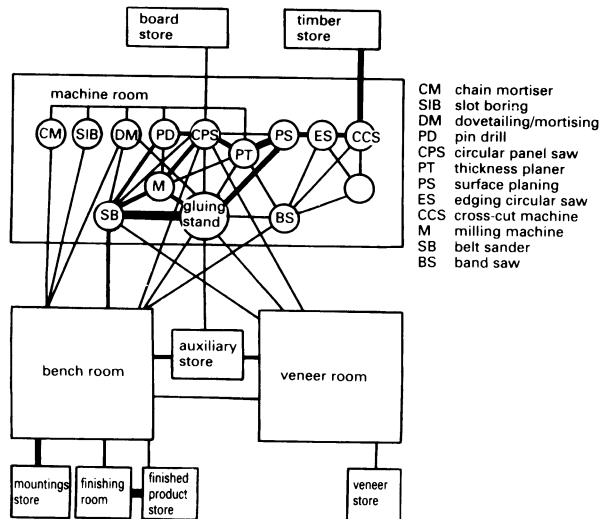 board
store
timber
store
machine room
CM
SIB
DM
PD
CPS
PT
PS
ES
CCS
M
SB
gluing
stand
BS
CM chain mortiser
SIB slot boring
DM dovetailing/mortising
PD pin drill
CPS circular panel saw
PT thickness planer
PS surface planing
ES edging circular saw
CCS cross-cut machine
M milling machine
SB belt sander
BS band saw
bench room
auxiliary
store
veneer room
mountings
store
finishing
room
finished
product
store
veneer
store